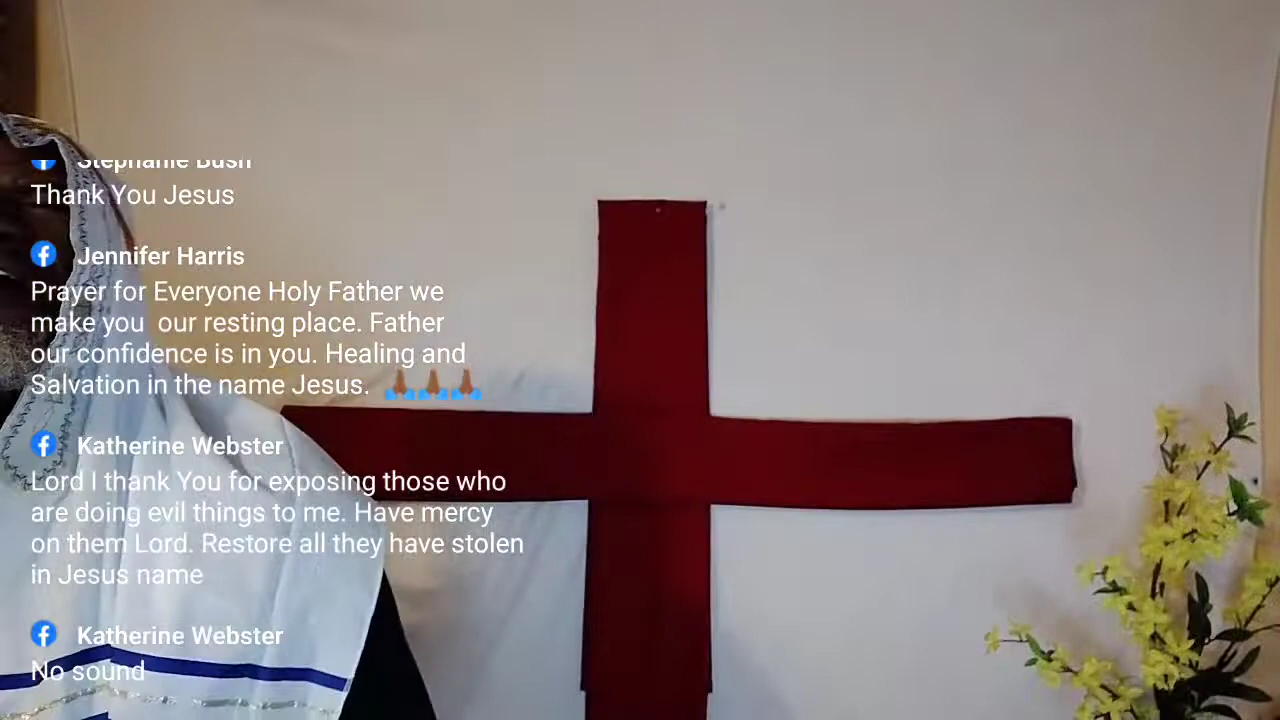 Stephanie Bush
Thank You Jesus
Jennifer Harris
Prayer for Everyone Holy Father we
make you  our resting place. Father
our confidence is in you. Healing and
Salvation in the name Jesus. 🙏🏾🙏🏾🙏🏾
Katherine Webster
Lord I thank You for exposing those who
are doing evil things to me. Have mercy
on them Lord. Restore all they have stolen
in Jesus name
Katherine Webster
No sound